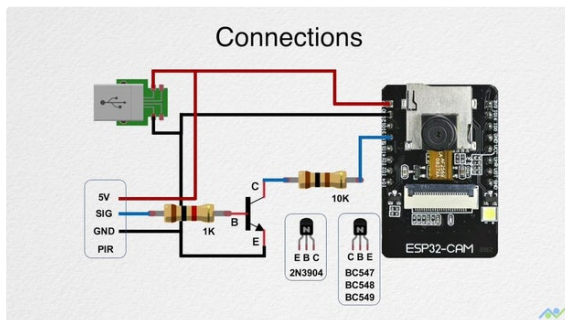 Connections
C
10K
5V
SIG
1K
B
GND
E
PIR
E B C
2N3904
C B E
BC547
BC548
BC549
ESP32-CAM